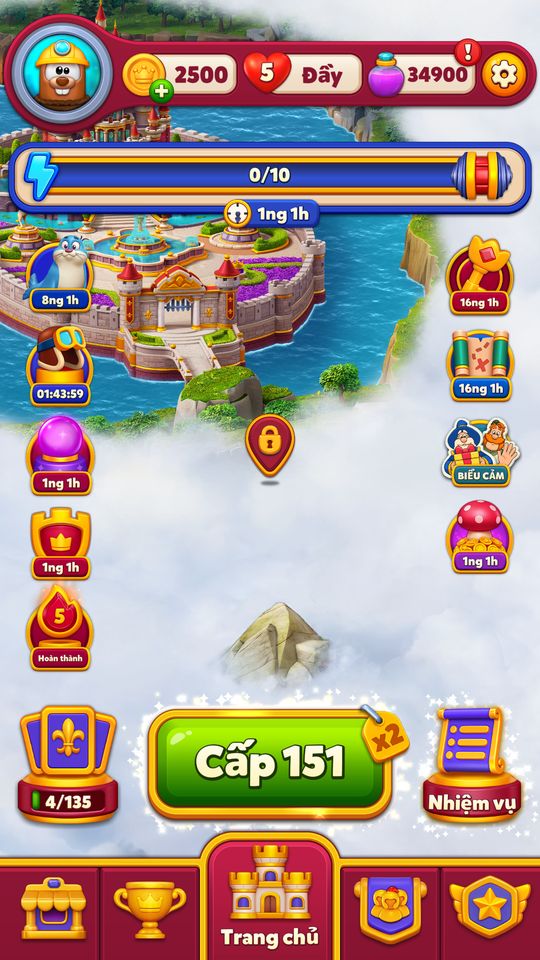 2500
5
Đầy
34900
!
0/10
1ng 1h
8ng 1h
16ng 1h
01:43:59
16ng 1h
1ng 1h
BIỂU CẢM
1ng 1h
1ng 1h
5
Hoàn thành
Cấp 151
x2
4/135
Nhiệm vụ
Trang chủ